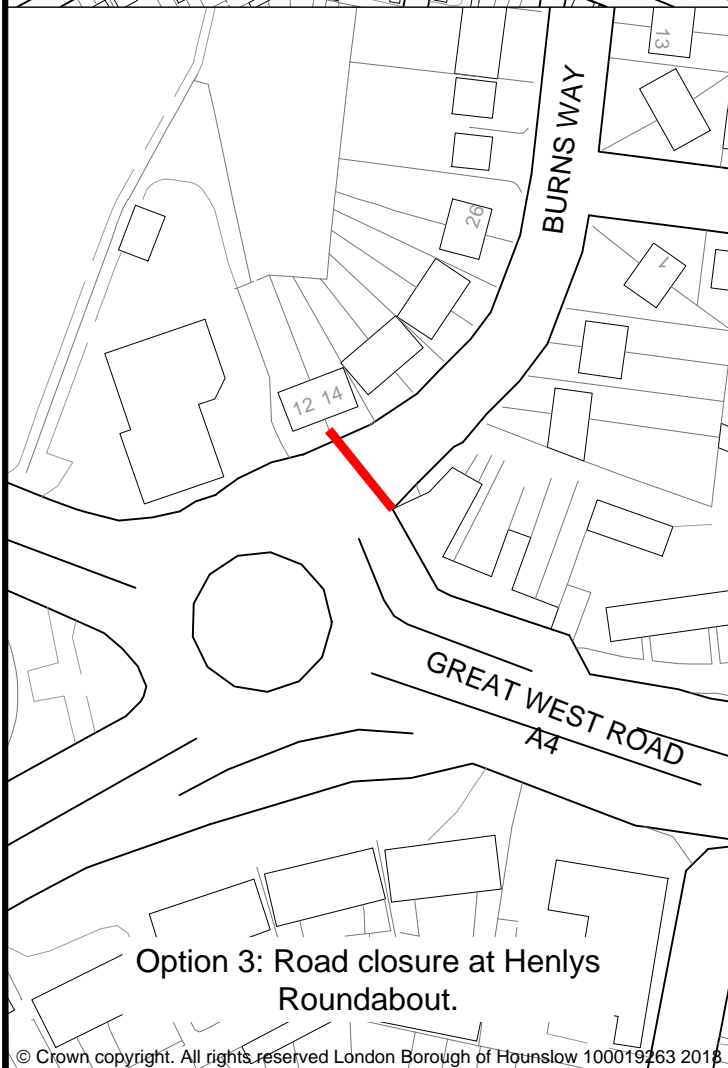 13
BURNS WAY
26
1
12 14
GREAT WEST ROAD
A4
Option 3: Road closure at Henlys
Roundabout.
© Crown copyright. All rights reserved London Borough of Hounslow 100019263 2018